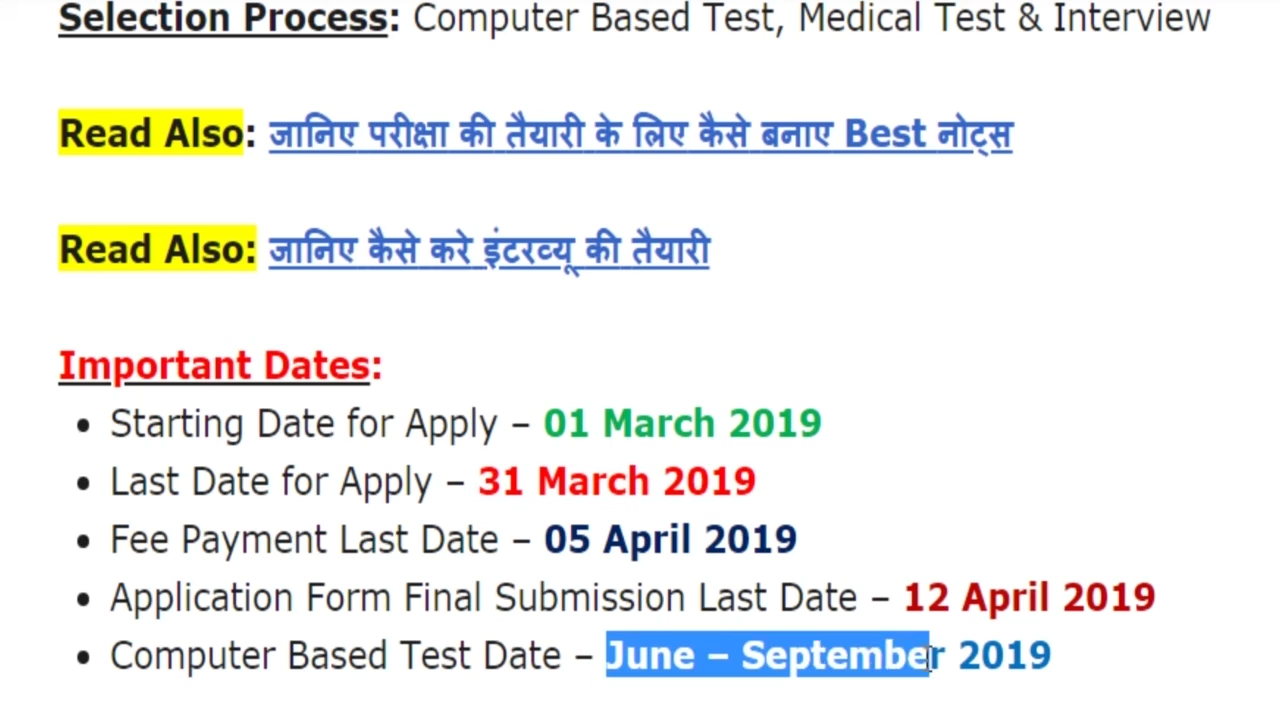 Selection Process: Computer Based Test, Medical Test & Interview
Read Also: जानिए परीक्षा की तैयारी के लिए कैसे बनाए Best नोट्स
Read Also: जानिए कैसे करे इंटरव्यू की तैयारी
Important Dates:
• Starting Date for Apply – 01 March 2019
• Last Date for Apply – 31 March 2019
• Fee Payment Last Date – 05 April 2019
• Application Form Final Submission Last Date – 12 April 2019
• Computer Based Test Date – June – September 2019